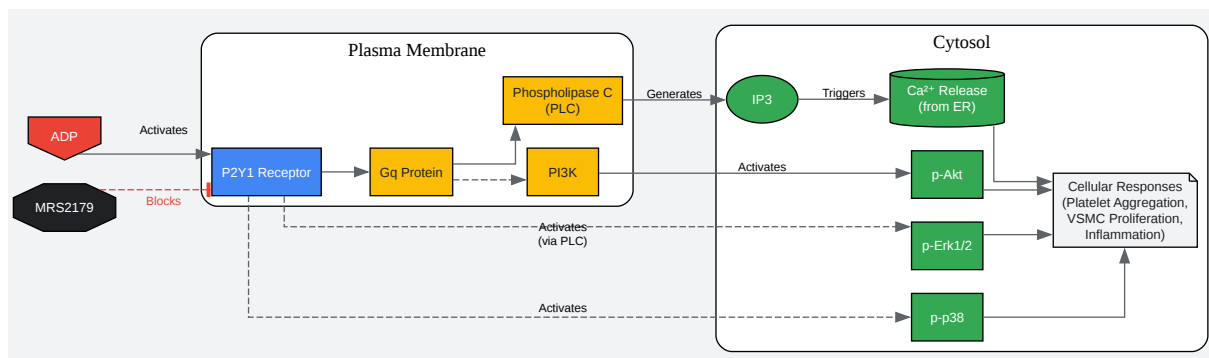 Plasma Membrane
Cytosol
Phospholipase C
(PLC)
Generates
IP3
Triggers
Ca²⁺ Release
(from ER)
ADP
Activates
P2Y1 Receptor
Gq Protein
PI3K
Activates
p-Akt
MRS2179
Blocks
Cellular Responses
(Platelet Aggregation,
VSMC Proliferation,
Inflammation)
Activates
(via PLC)
p-Erk1/2
Activates
p-p38